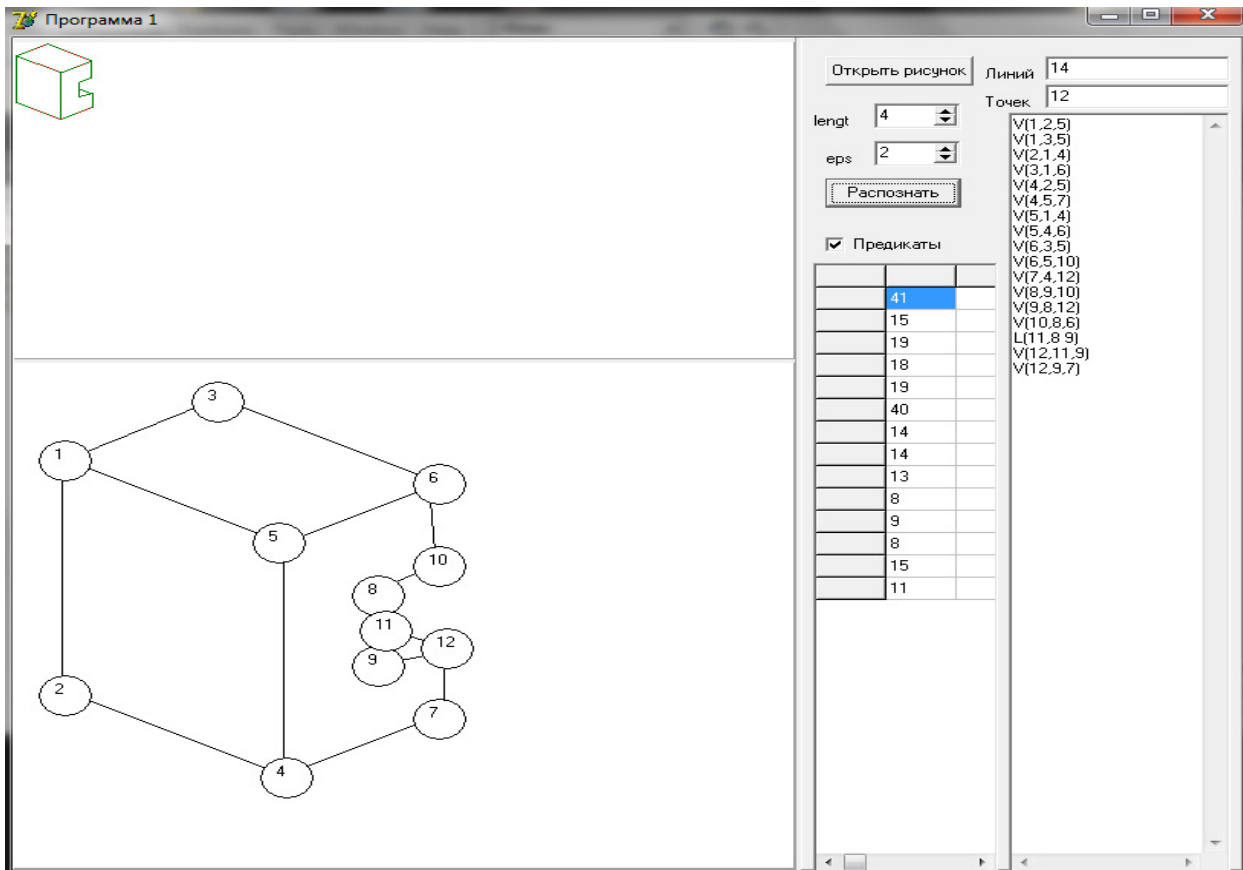 Программа 1
Открыть рисунок
Линий 14
Точек 12
lengt 4
eps 2
Распознать
Предикаты
41
15
19
18
19
40
14
14
13
8
9
8
15
11
V(1,2,5)
V(1,3,5)
V(2,1,4)
V(3,1,6)
V(4,2,5)
V(4,5,7)
V(5,1,4)
V(5,4,6)
V(6,3,5)
V(6,5,10)
V(7,4,12)
V(8,9,10)
V(9,8,12)
V(10,8,6)
L(11,8 9)
V(12,11,9)
V(12,9,7)
3
1
6
5
10
8
11
12
9
2
7
4